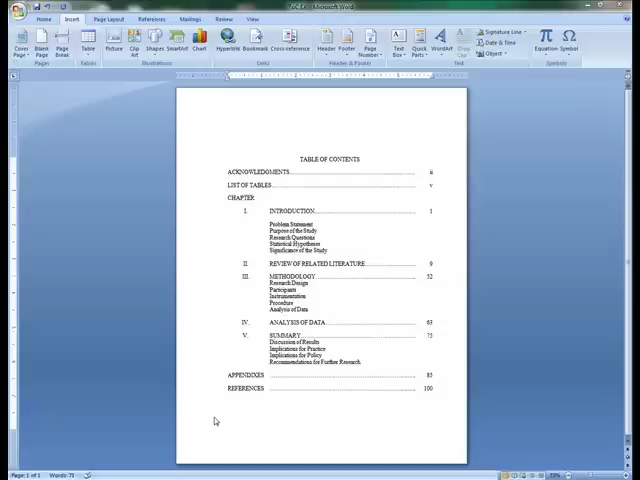 ToC Ex - Microsoft Word
Home Insert Page Layout References Mailings Review View
Cover Page Blank Page Page Break Table Picture Clip Art Shapes SmartArt Chart Hyperlink Bookmark Cross-reference Header Footer Page Number Text Box Quick Parts WordArt Drop Cap Signature Line Equation Symbol
Date & Time
Object
Pages Tables Illustrations Links Header & Footer Text Symbols
TABLE OF CONTENTS
ACKNOWLEDGMENTS ii
LIST OF TABLES v
CHAPTER
I. INTRODUCTION 1
Problem Statement
Purpose of the Study
Research Questions
Statistical Hypotheses
Significance of the Study
II. REVIEW OF RELATED LITERATURE 9
III. METHODOLOGY 52
Research Design
Participants
Instrumentation
Procedure
Analysis of Data
IV. ANALYSIS OF DATA 63
V. SUMMARY 75
Discussion of Results
Implications for Practice
Implications for Policy
Recommendations for Further Research
APPENDIXES 85
REFERENCES 100
Page: 1 of 1 Words: 71